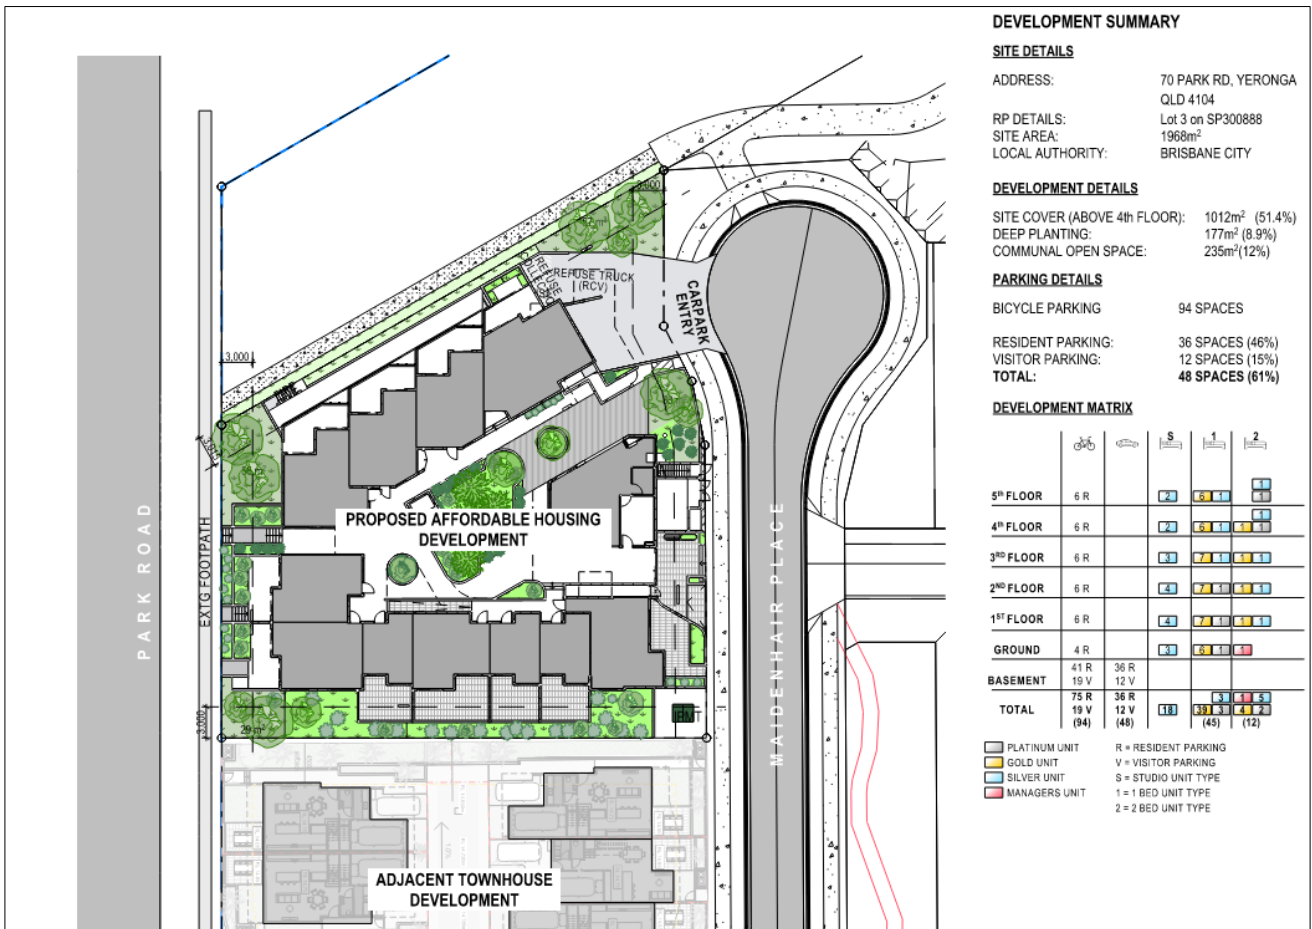 DEVELOPMENT SUMMARY
SITE DETAILS
ADDRESS: 70 PARK RD, YERONGA
QLD 4104
RP DETAILS: Lot 3 on SP300888
SITE AREA: 1968m²
LOCAL AUTHORITY: BRISBANE CITY
DEVELOPMENT DETAILS
SITE COVER (ABOVE 4th FLOOR): 1012m² (51.4%)
DEEP PLANTING: 177m² (8.9%)
COMMUNAL OPEN SPACE: 235m²(12%)
PARKING DETAILS
BICYCLE PARKING 94 SPACES
RESIDENT PARKING: 36 SPACES (46%)
VISITOR PARKING: 12 SPACES (15%)
TOTAL: 48 SPACES (61%)
DEVELOPMENT MATRIX
S 1 2
1
5th FLOOR 6 R 2 6 1 1
1
4th FLOOR 6 R 2 6 1 1 1
3RD FLOOR 6 R 3 7 1 1 1
2ND FLOOR 6 R 4 7 1 1 1
1ST FLOOR 6 R 4 7 1 1 1
GROUND 4 R 3 6 1 1
41 R 36 R
BASEMENT 19 V 12 V
75 R 36 R 3 1 5
TOTAL 19 V 12 V 18 39 3 4 2
(94) (48) (45) (12)
PLATINUM UNIT R = RESIDENT PARKING
GOLD UNIT V = VISITOR PARKING
SILVER UNIT S = STUDIO UNIT TYPE
MANAGERS UNIT 1 = 1 BED UNIT TYPE
2 = 2 BED UNIT TYPE
PARK ROAD
EXTG FOOTPATH
3,000
3,000
3,000
REFUSE TRUCK
(RCV)
REFUSE
CARPARK
ENTRY
PROPOSED AFFORDABLE HOUSING
DEVELOPMENT
MAIDENHAIR PLACE
29 m²
ADJACENT TOWNHOUSE
DEVELOPMENT